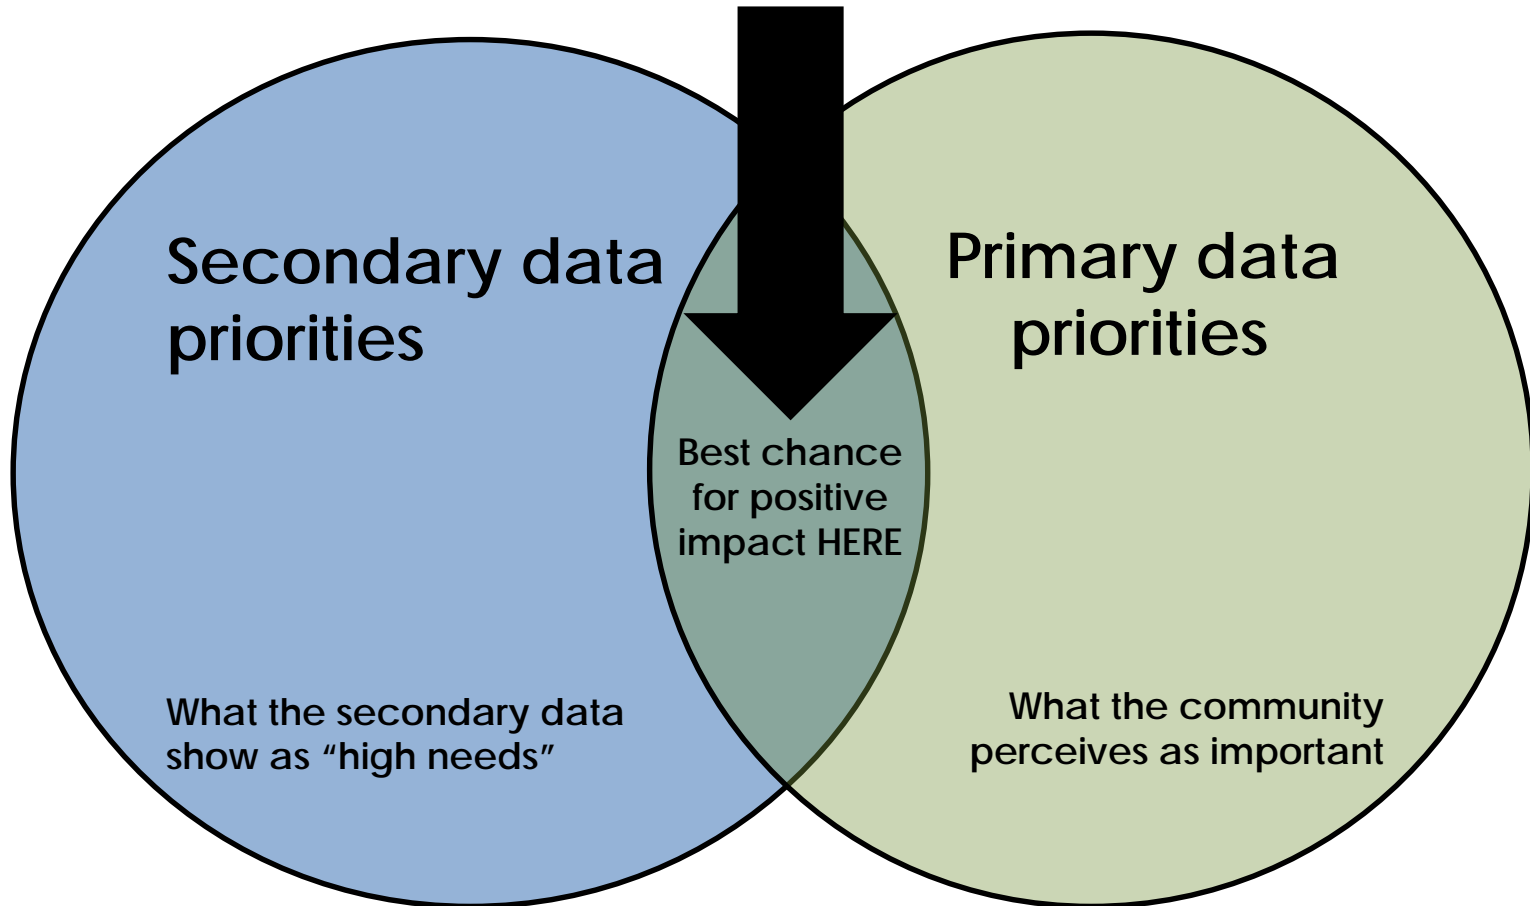 Secondary data
priorities
Primary data
priorities
Best chance
for positive
impact HERE
What the secondary data
show as “high needs”
What the community
perceives as important